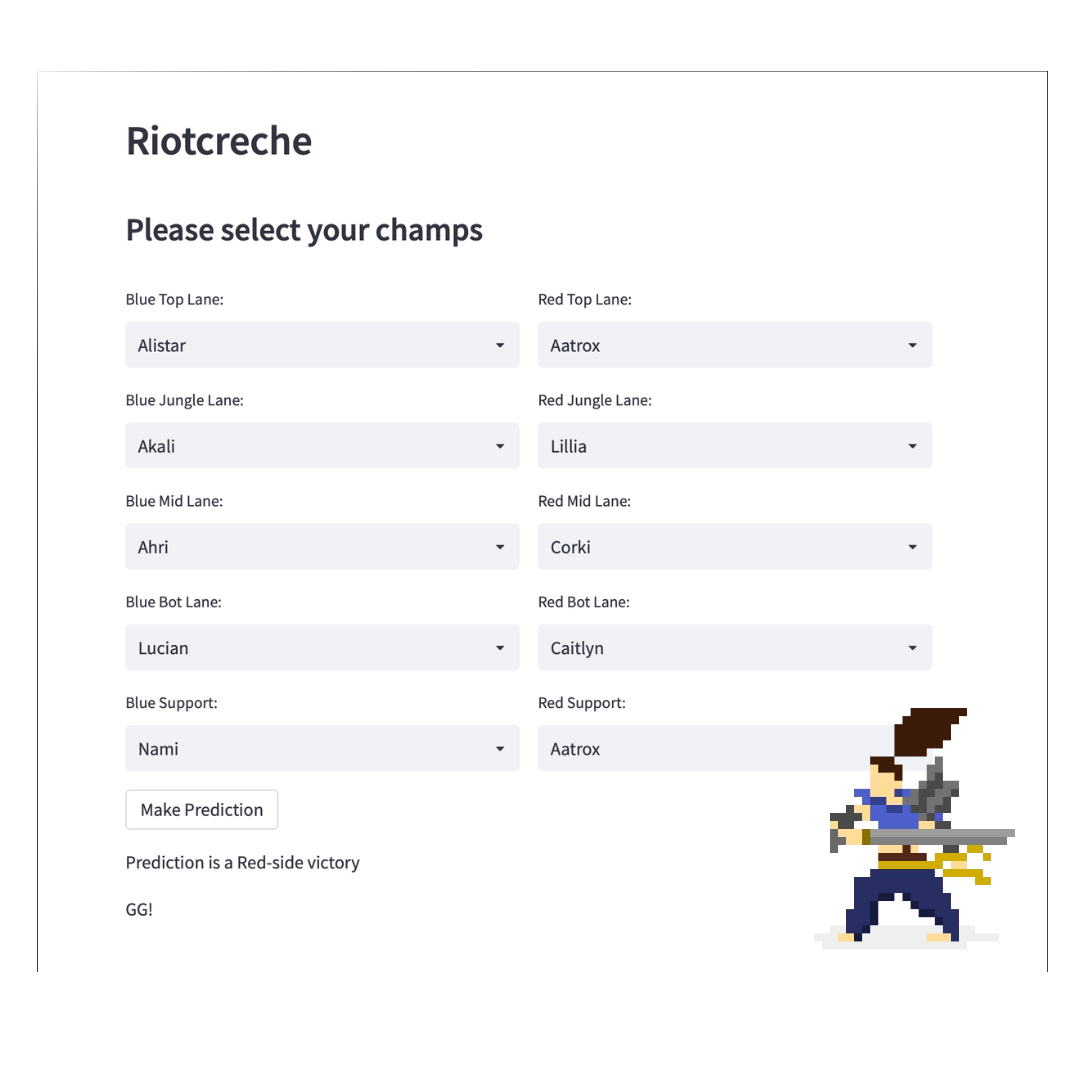 Riotcreche
Please select your champs
Blue Top Lane:
Alistar
Red Top Lane:
Aatrox
Blue Jungle Lane:
Akali
Red Jungle Lane:
Lillia
Blue Mid Lane:
Ahri
Red Mid Lane:
Corki
Blue Bot Lane:
Lucian
Red Bot Lane:
Caitlyn
Blue Support:
Nami
Red Support:
Aatrox
Make Prediction
Prediction is a Red-side victory
GG!